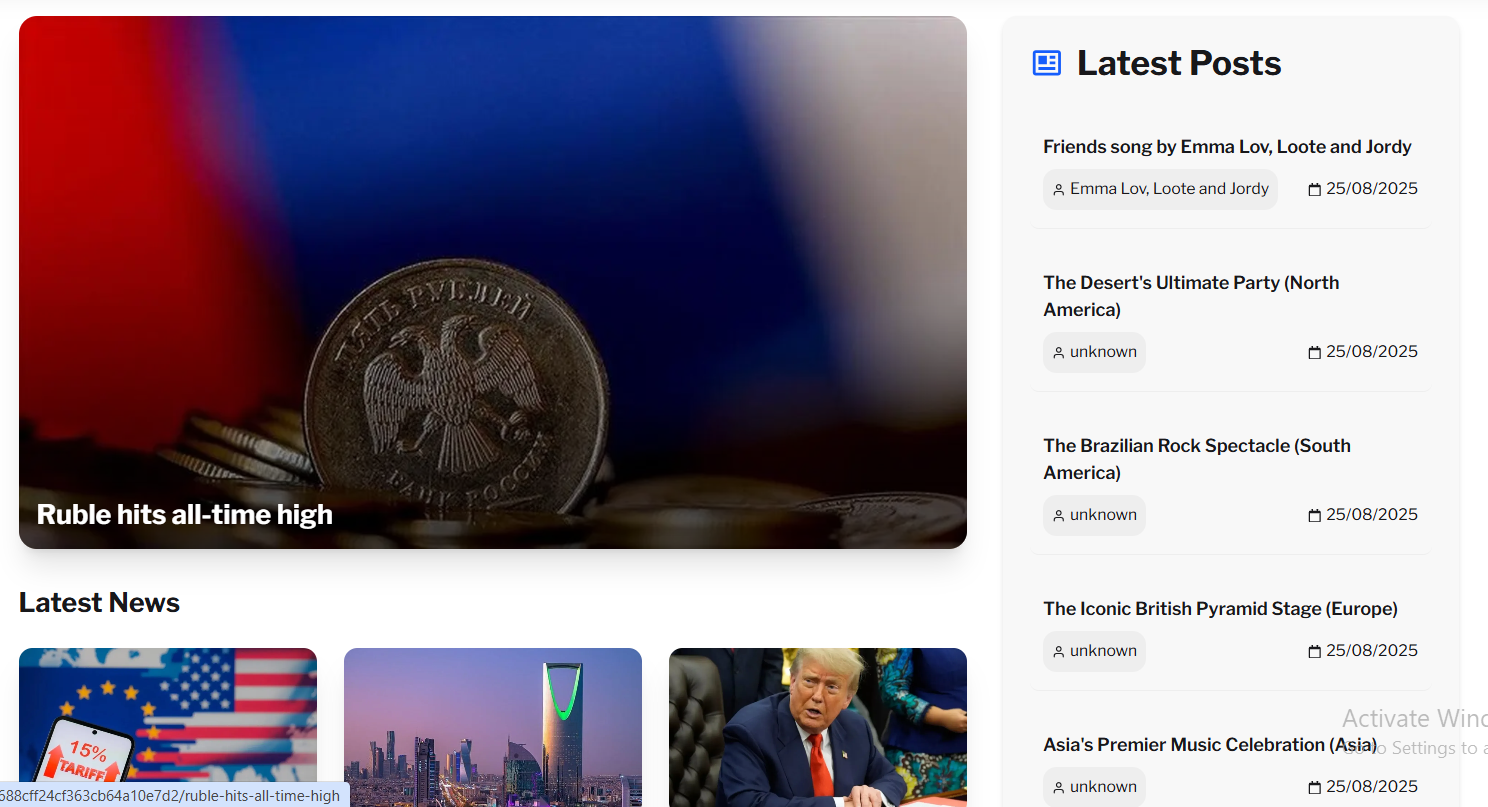 ПЯТЬ РУБЛЕЙ
БАНК РОССИИ
Ruble hits all-time high
Latest News
15%
TARIFF
688cff24cf363cb64a10e7d2/ruble-hits-all-time-high
Latest Posts
Friends song by Emma Lov, Loote and Jordy
Emma Lov, Loote and Jordy
25/08/2025
The Desert's Ultimate Party (North
America)
unknown
25/08/2025
The Brazilian Rock Spectacle (South
America)
unknown
25/08/2025
The Iconic British Pyramid Stage (Europe)
unknown
25/08/2025
Asia's Premier Music Celebration (Asia)
unknown
25/08/2025
Activate Wind
Go to Settings to a